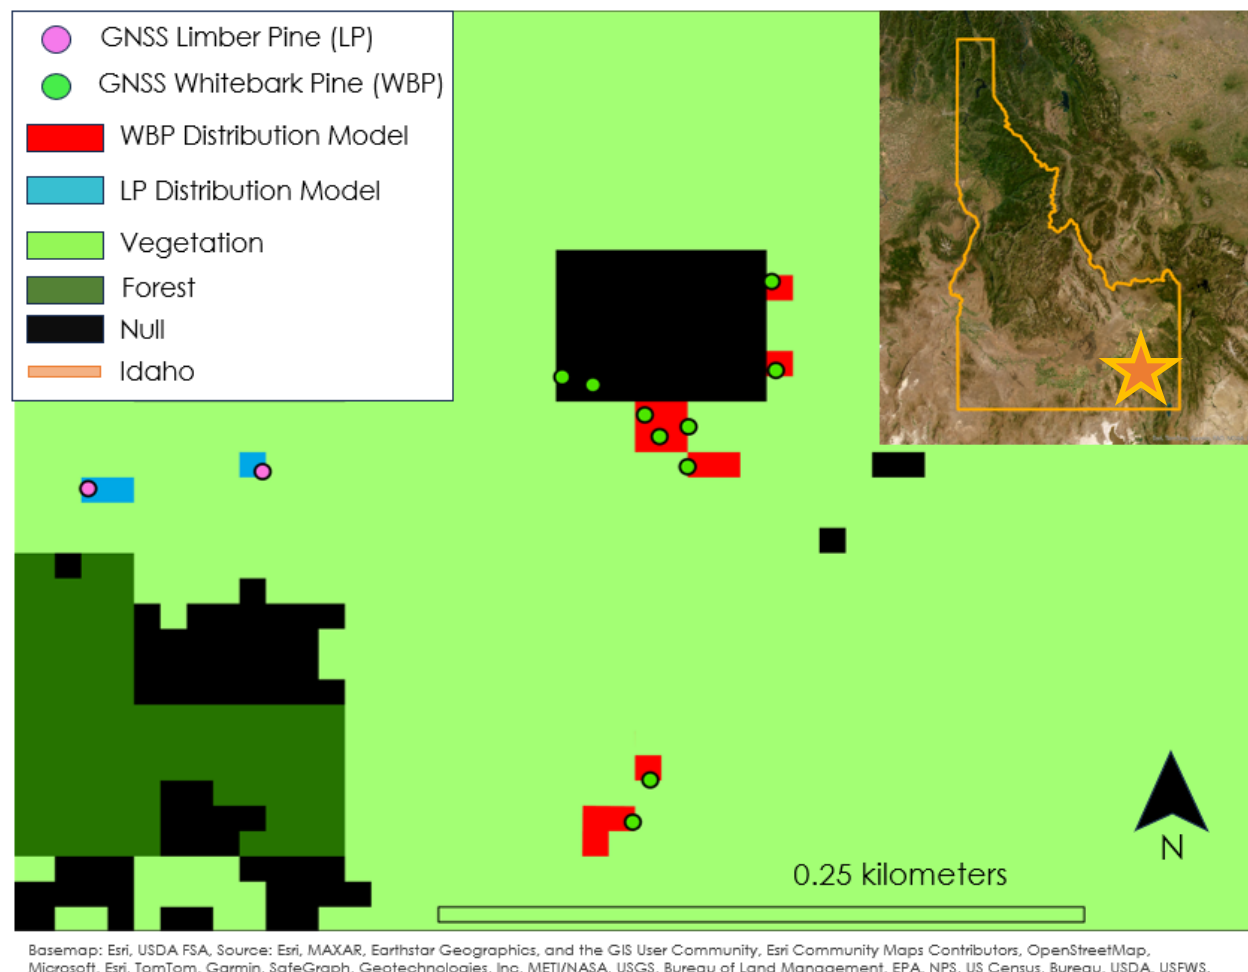 GNSS Limber Pine (LP)
GNSS Whitebark Pine (WBP)
WBP Distribution Model
LP Distribution Model
Vegetation
Forest
Null
Idaho
N
0.25 kilometers
Basemap: Esri, USDA FSA, Source: Esri, MAXAR, Earthstar Geographics, and the GIS User Community, Esri Community Maps Contributors, OpenStreetMap,
Microsoft, Esri, TomTom, Garmin, SafeGraph, Geotechnologies, Inc, METI/NASA, USGS, Bureau of Land Management, EPA, NPS, US Census, Bureau, USDA, USFWS,